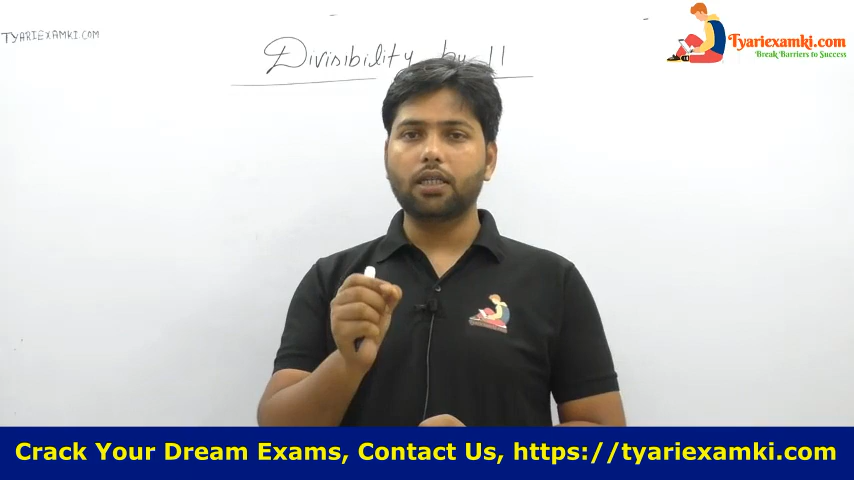 TYARIEXAMKI.COM
Divisibility by 11
Tyariexamki.com
Break Barriers to Success
Crack Your Dream Exams, Contact Us, https://tyariexamki.com